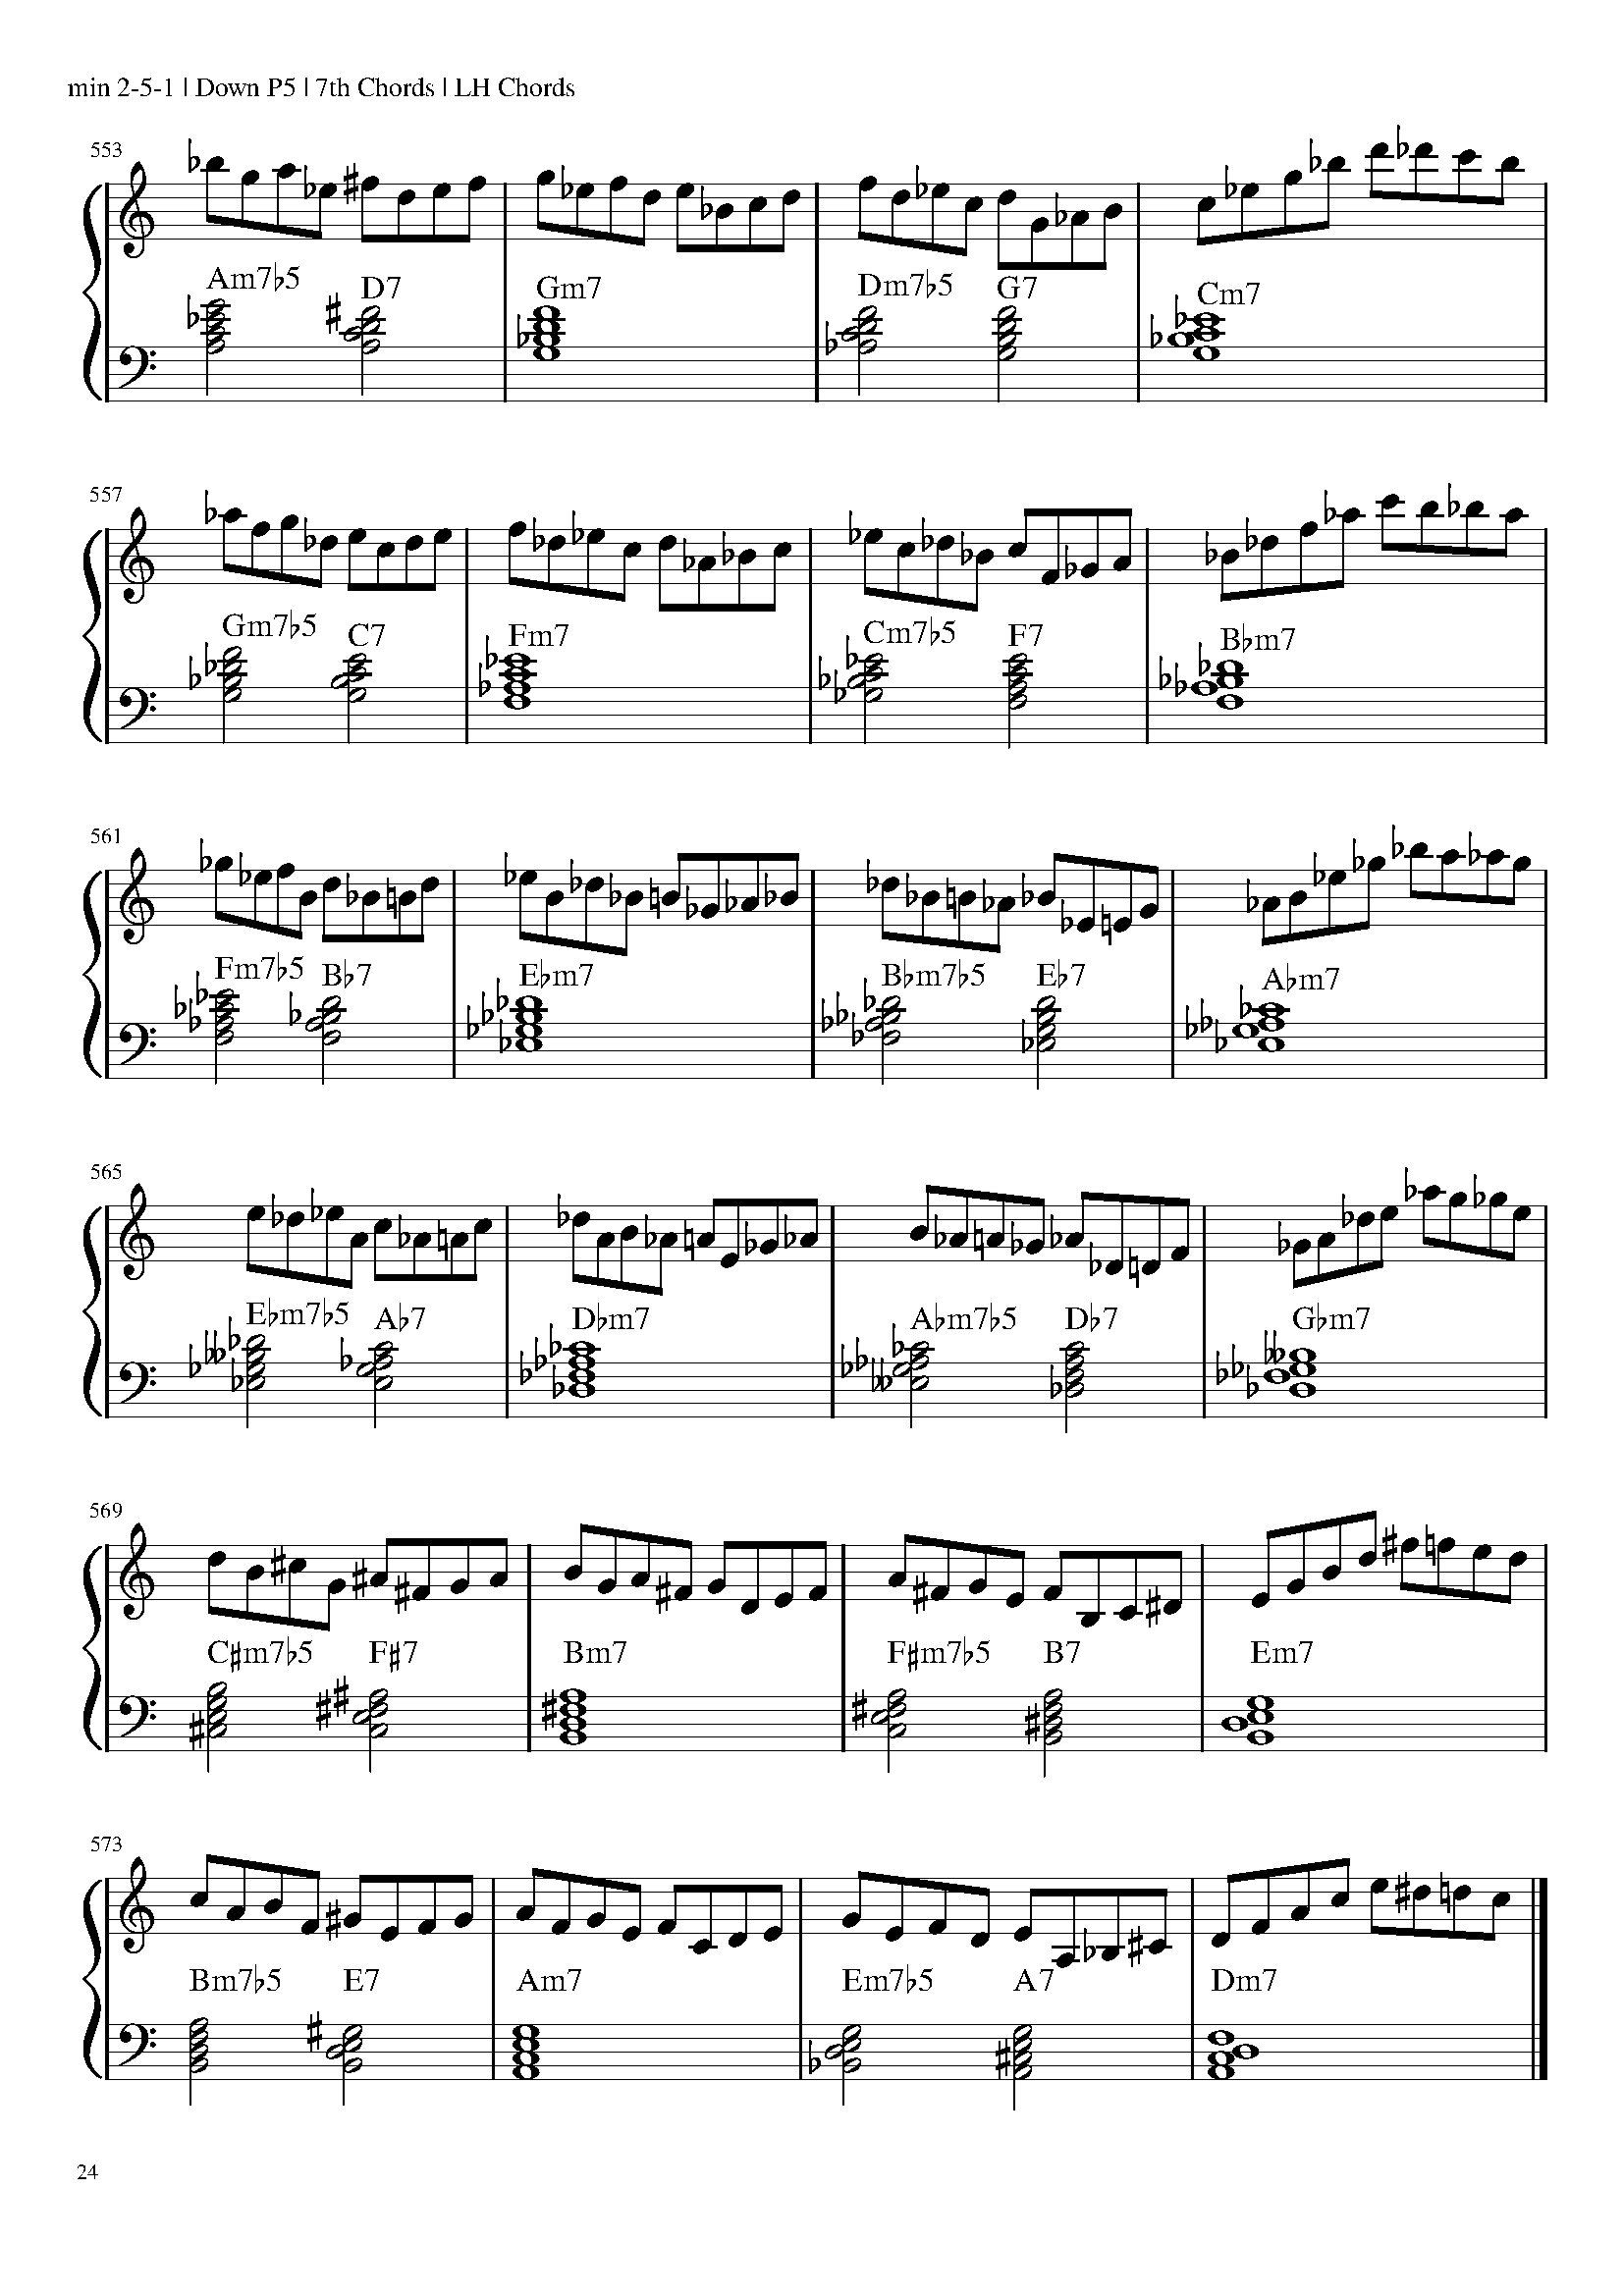 min 2-5-1 | Down P5 | 7th Chords | LH Chords
553
Am7♭5 D7 Gm7 Dm7♭5 G7 Cm7
557
Gm7♭5 C7 Fm7 Cm7♭5 F7 B♭m7
561
Fm7♭5 B♭7 E♭m7 B♭m7♭5 E♭7 A♭m7
565
E♭m7♭5 A♭7 D♭m7 A♭m7♭5 D♭7 G♭m7
569
C♯m7♭5 F♯7 Bm7 F♯m7♭5 B7 Em7
573
Bm7♭5 E7 Am7 Em7♭5 A7 Dm7
24